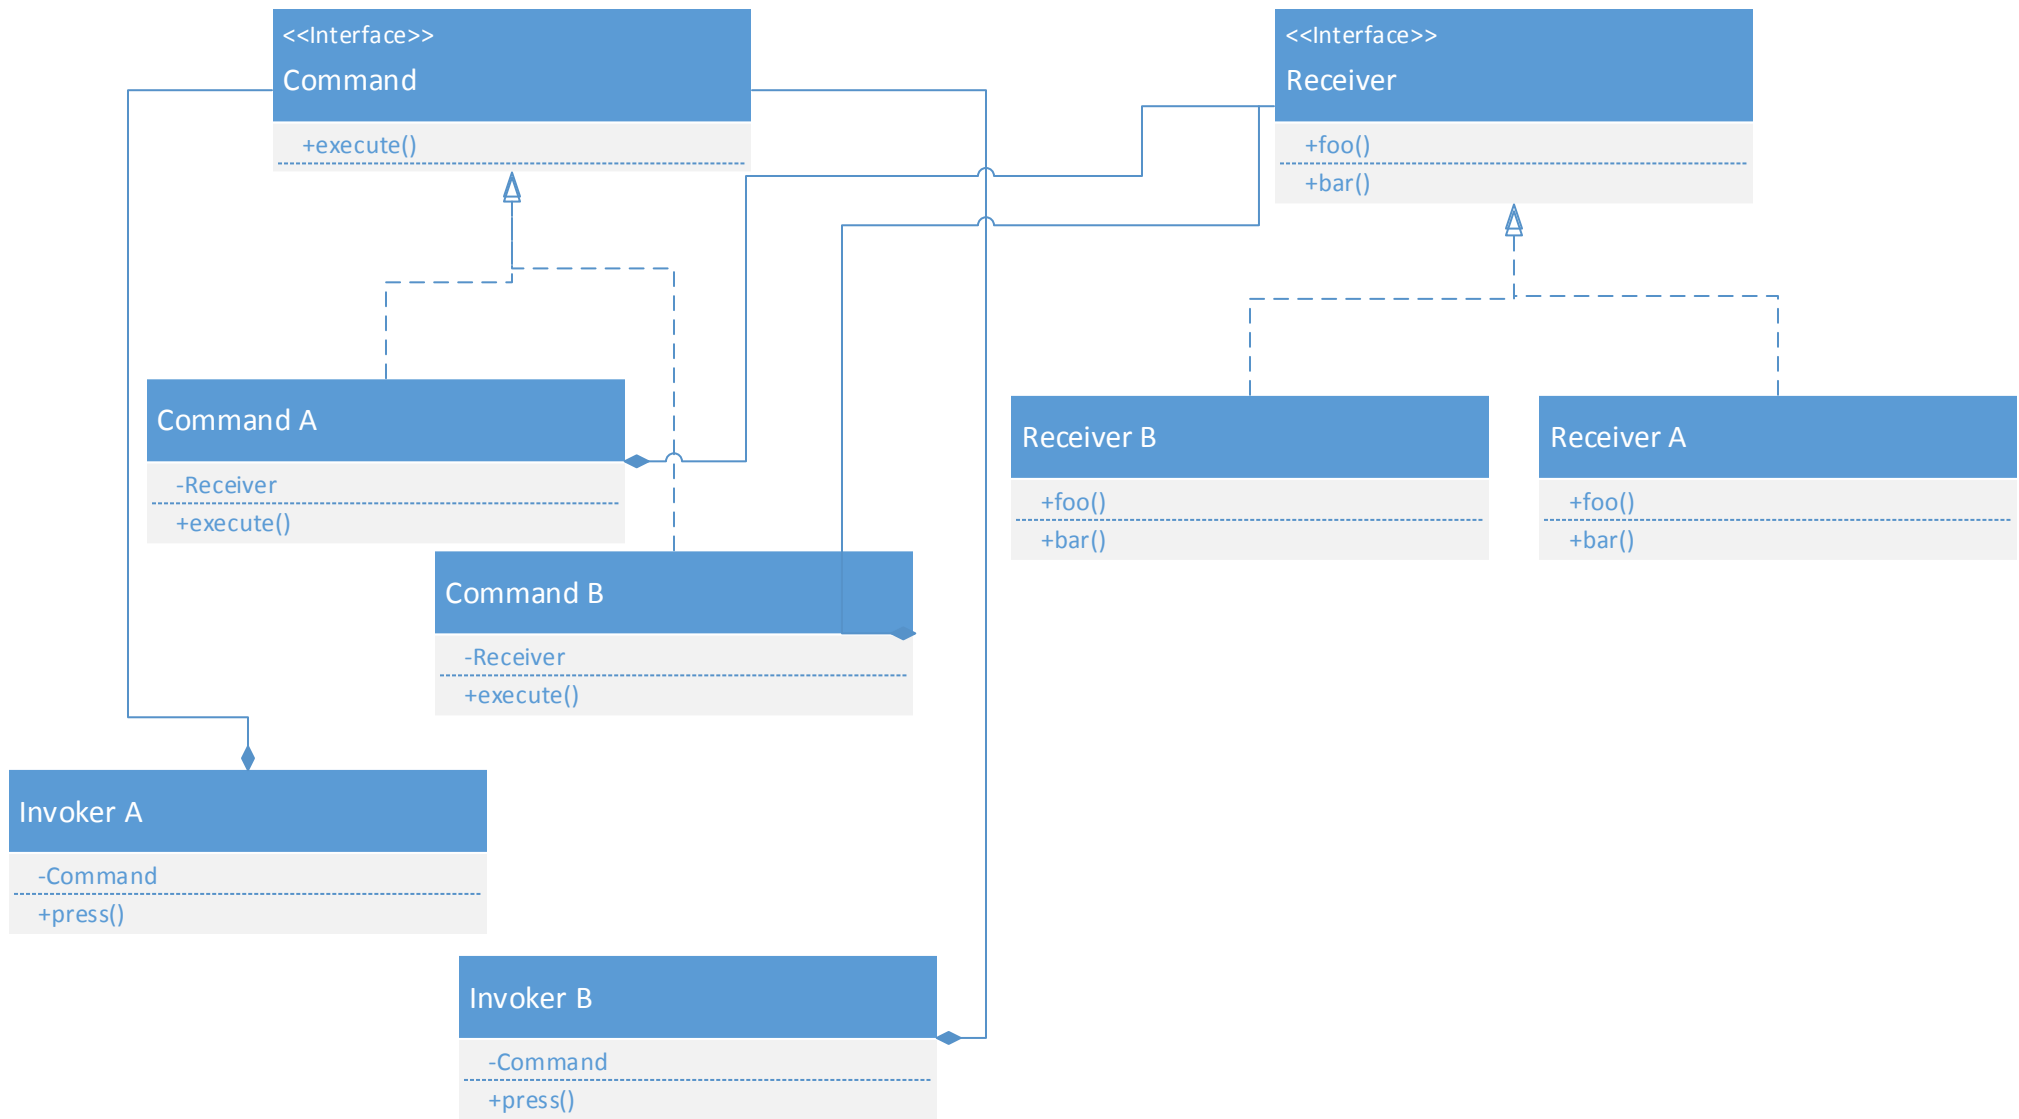 <<Interface>>
Command
+execute()
<<Interface>>
Receiver
+foo()
+bar()
Command A
-Receiver
+execute()
Receiver B
+foo()
+bar()
Receiver A
+foo()
+bar()
Command B
-Receiver
+execute()
Invoker A
-Command
+press()
Invoker B
-Command
+press()